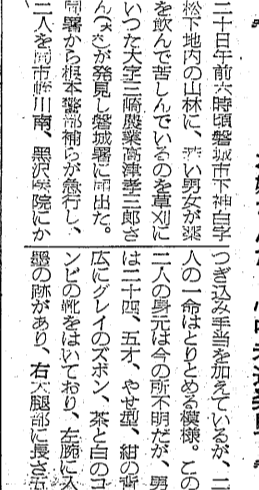 二十日午前六時頃磐城市下神白字
松下地内の山林に、若い男女が薬
を飲んで苦しんでいるのを草刈に
いつた大字三崎農業高津孝三郎さ
ん が発見し磐城署に届出た。
同署から根本警部補らが急行し、
二人を同市 川南、黒沢医院にか
つぎ込み手当を加えているが、二
人の一命はとりとめる模様。この
二人の身元は今の所不明だが、男
は二十四、五才、やせ型、紺の背
広にグレイのズボン、茶と白のコ
ンビの靴をはいており、左腕に入
墨の跡があり、右大腿部に長さ五